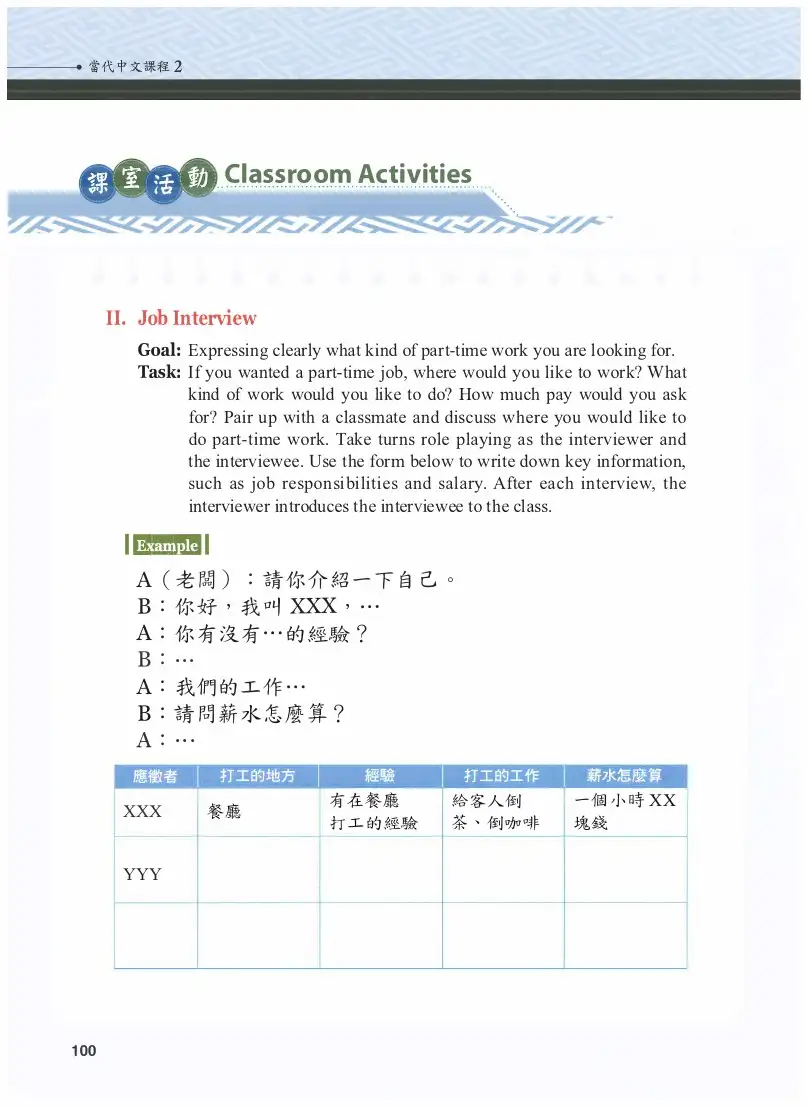 當代中文課程 2
課室活動 Classroom Activities
II. Job Interview
Goal: Expressing clearly what kind of part-time work you are looking for.
Task: If you wanted a part-time job, where would you like to work? What
kind of work would you like to do? How much pay would you ask
for? Pair up with a classmate and discuss where you would like to
do part-time work. Take turns role playing as the interviewer and
the interviewee. Use the form below to write down key information,
such as job responsibilities and salary. After each interview, the
interviewer introduces the interviewee to the class.
Example
A（老闆）：請你介紹一下自己。
B：你好，我叫 XXX，…
A：你有沒有…的經驗？
B：…
A：我們的工作…
B：請問薪水怎麼算？
A：…
應徵者 打工的地方 經驗 打工的工作 薪水怎麼算
XXX 餐廳 有在餐廳 給客人倒 一個小時 XX
打工的經驗 茶、倒咖啡 塊錢
YYY
100